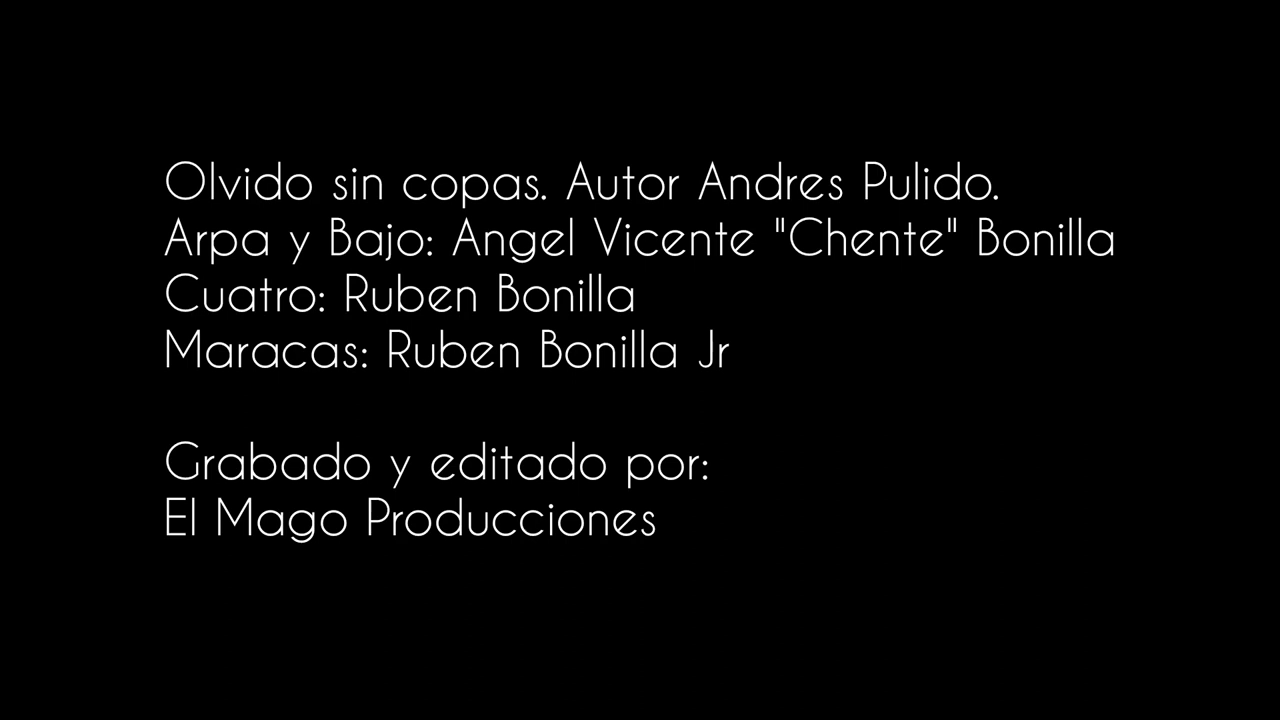 Olvido sin copas. Autor Andres Pulido.
Arpa y Bajo: Angel Vicente "Chente" Bonilla
Cuatro: Ruben Bonilla
Maracas: Ruben Bonilla Jr
Grabado y editado por:
El Mago Producciones